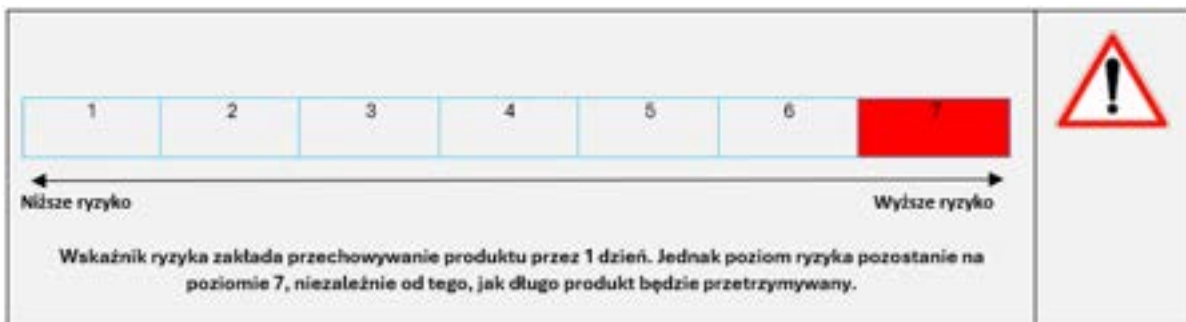 1 2 3 4 5 6 7
Niższe ryzyko Wyższe ryzyko
Wskaźnik ryzyka zakłada przechowywanie produktu przez 1 dzień. Jednak poziom ryzyka pozostanie na
poziomie 7, niezależnie od tego, jak długo produkt będzie przetrzymywany.